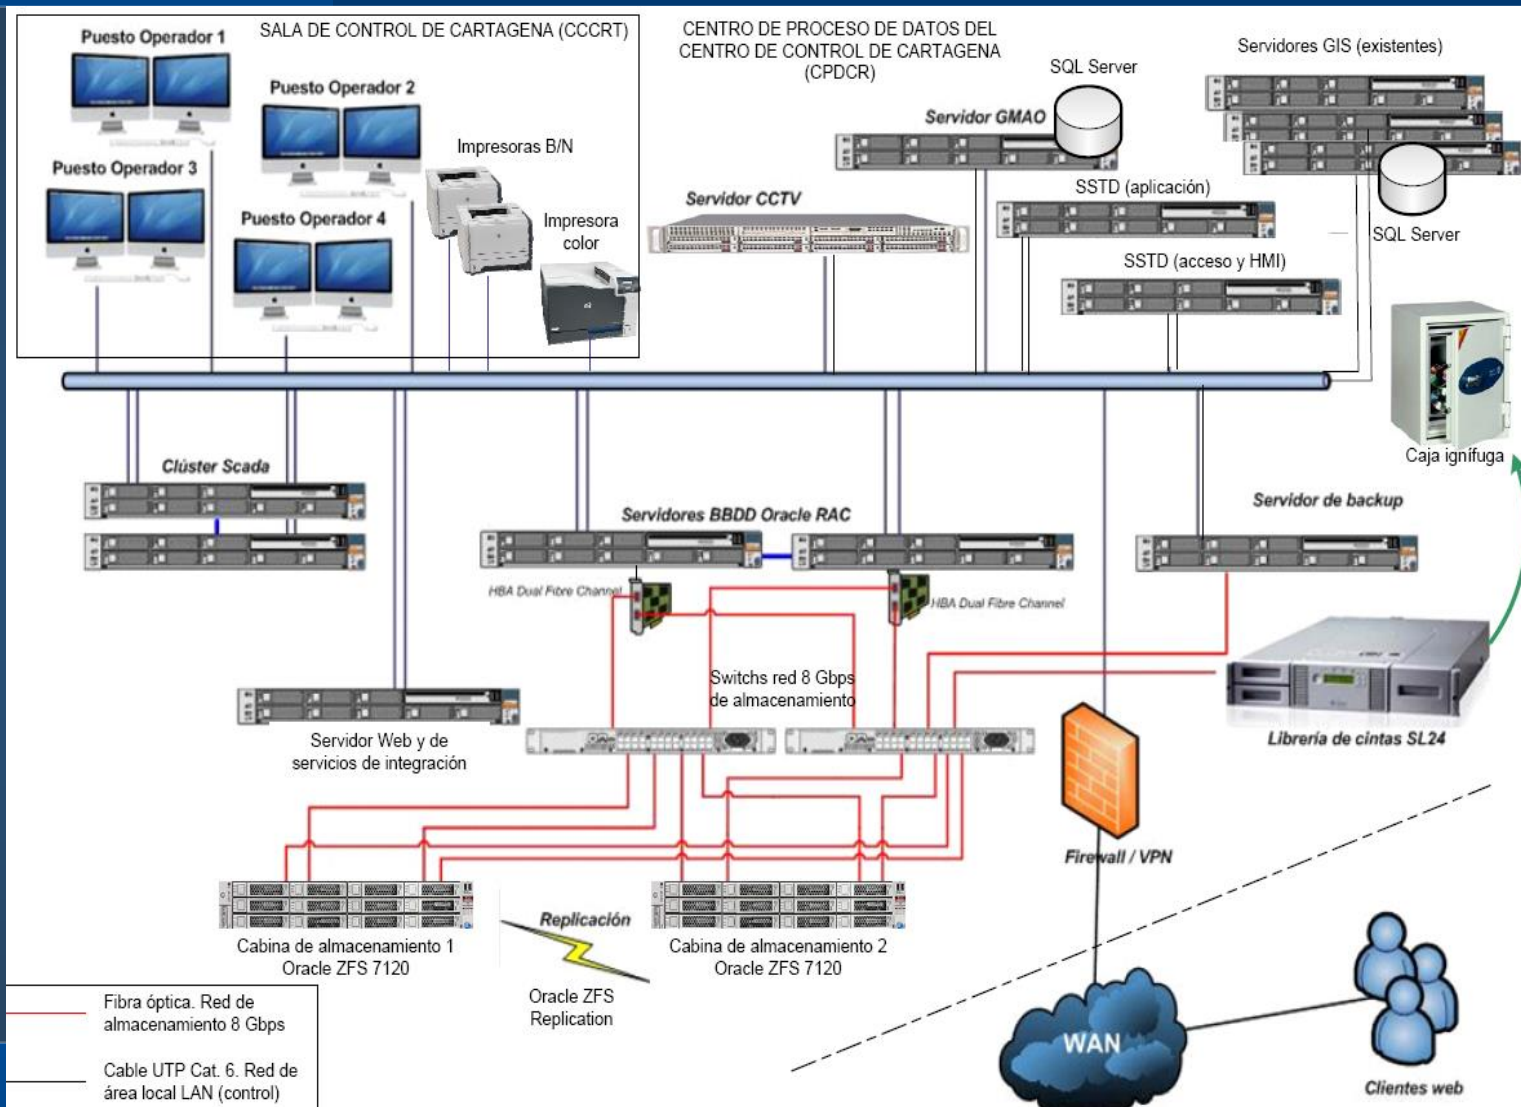 SALA DE CONTROL DE CARTAGENA (CCCRT)
Puesto Operador 1
Puesto Operador 2
Puesto Operador 3
Puesto Operador 4
Impresoras B/N
Impresora
color
CENTRO DE PROCESO DE DATOS DEL
CENTRO DE CONTROL DE CARTAGENA
(CPDCR)
SQL Server
Servidores GIS (existentes)
Servidor GMAO
Servidor CCTV
SSTD (aplicación)
SQL Server
SSTD (acceso y HMI)
Caja ignífuga
Clúster Scada
Servidores BBDD Oracle RAC
Servidor de backup
HBA Dual Fibre Channel
HBA Dual Fibre Channel
Switchs red 8 Gbps
de almacenamiento
Servidor Web y de
servicios de integración
Librería de cintas SL24
Firewall / VPN
Replicación
Cabina de almacenamiento 1
Oracle ZFS 7120
Cabina de almacenamiento 2
Oracle ZFS 7120
Oracle ZFS
Replication
Fibra óptica. Red de
almacenamiento 8 Gbps
Cable UTP Cat. 6. Red de
área local LAN (control)
WAN
Clientes web